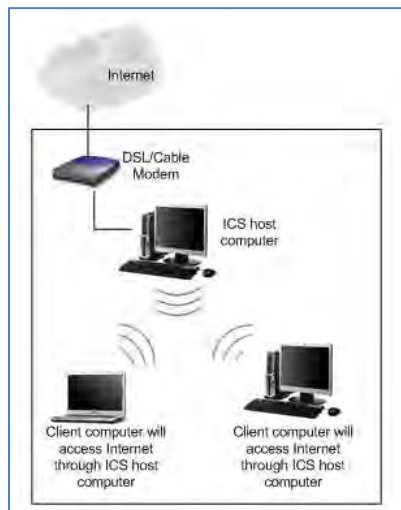 Internet
DSL/Cable
Modem
ICS host
computer
Client computer will
access Internet
through ICS host
computer
Client computer will
access Internet
through ICS host
computer